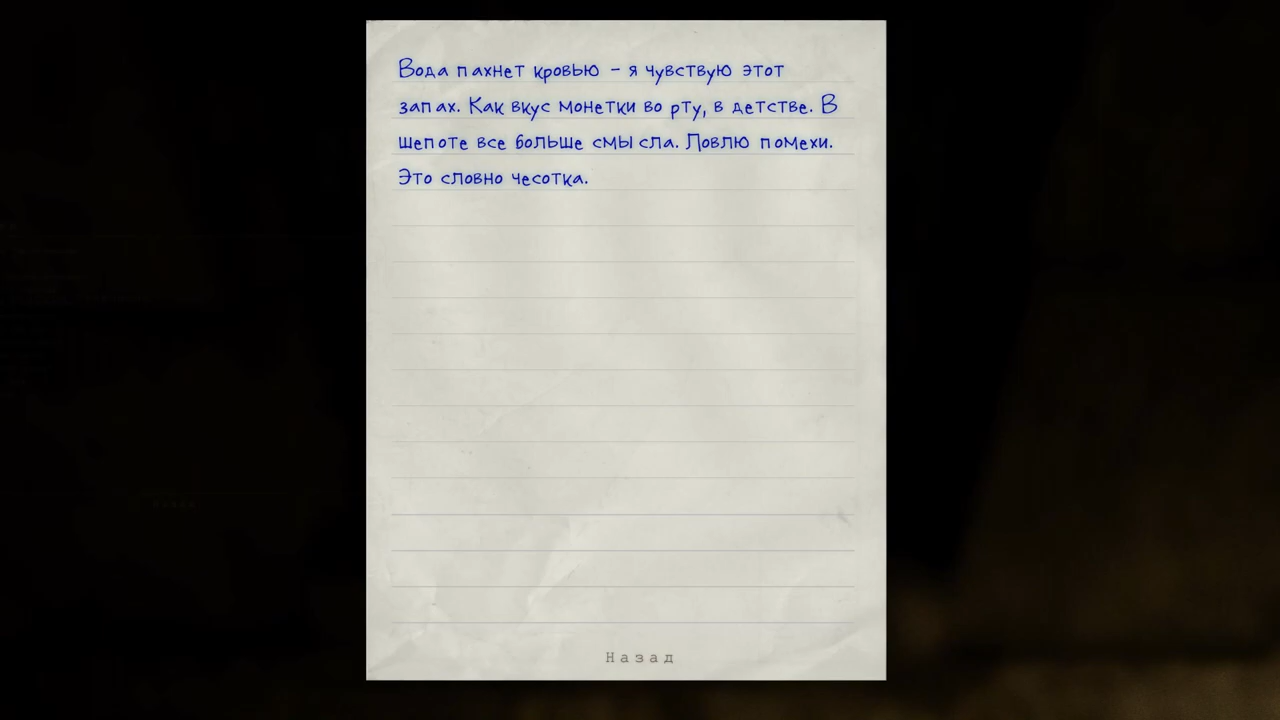 Вода пахнет кровью - я чувствую этот
запах. Как вкус монетки во рту, в детстве. В
шепоте все больше смысла. Ловлю помехи.
Это словно чесотка.
Назад